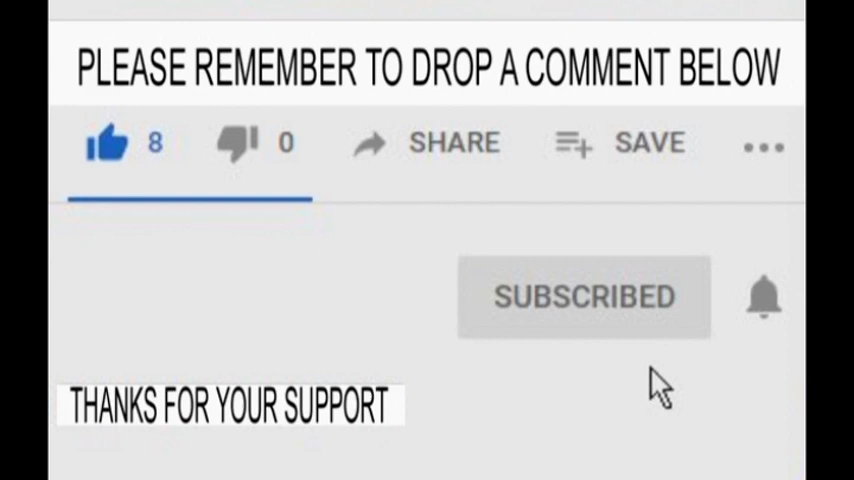 PLEASE REMEMBER TO DROP A COMMENT BELOW
8 0 SHARE SAVE
SUBSCRIBED
THANKS FOR YOUR SUPPORT